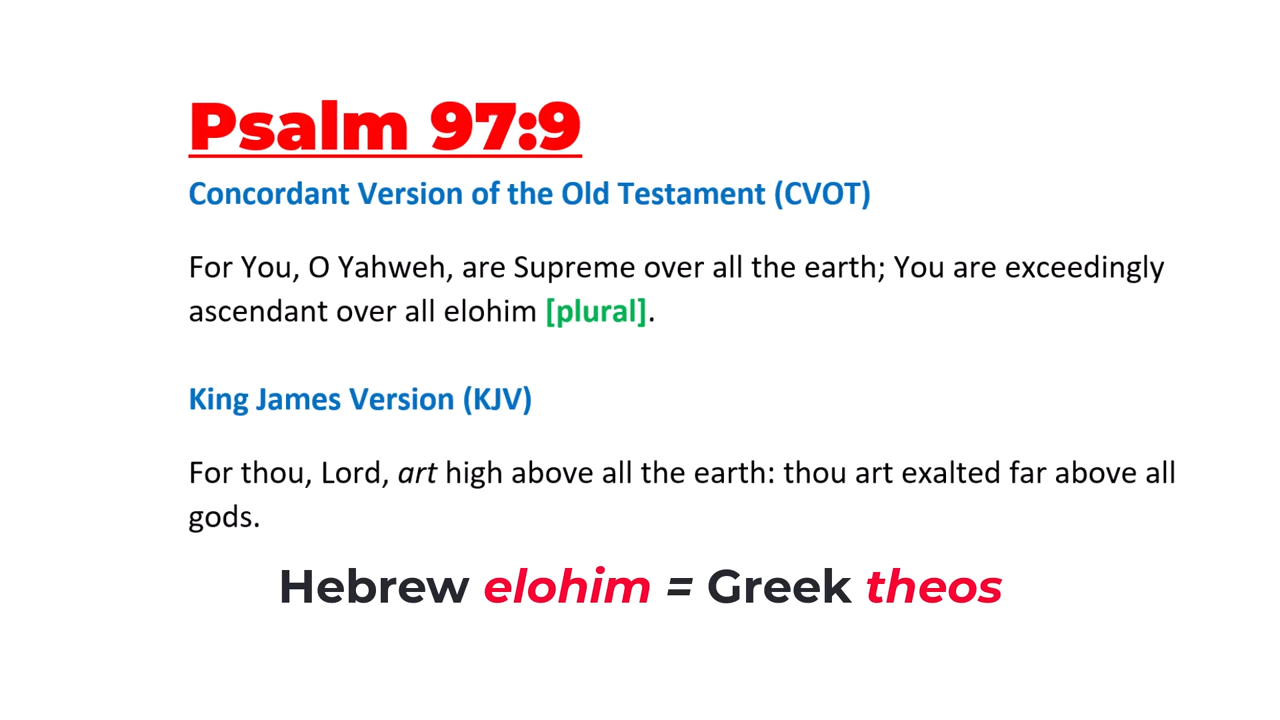 Psalm 97:9
Concordant Version of the Old Testament (CVOT)
For You, O Yahweh, are Supreme over all the earth; You are exceedingly
ascendant over all elohim [plural].
King James Version (KJV)
For thou, Lord, art high above all the earth: thou art exalted far above all
gods.
Hebrew elohim = Greek theos